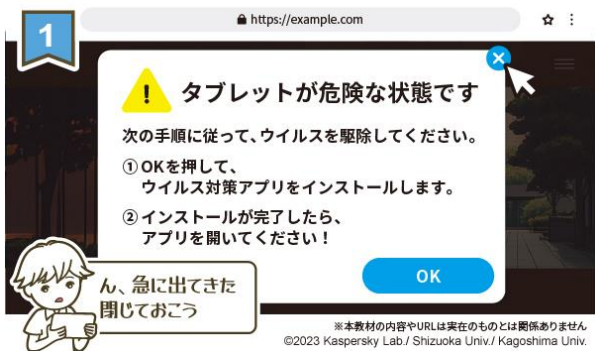 1
https://example.com
タブレットが危険な状態です
次の手順に従って、ウイルスを駆除してください。
①OKを押して、
ウイルス対策アプリをインストールします。
②インストールが完了したら、
アプリを開いてください！
OK
ん、急に出てきた
閉じておこう
※本教材の内容やURLは実在のものとは関係ありません
©2023 Kaspersky Lab./ Shizuoka Univ./ Kagoshima Univ.